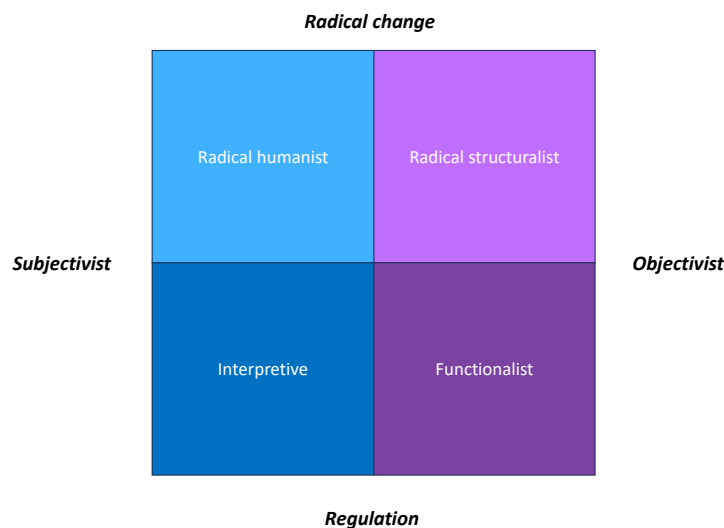 Radical change
Radical humanist
Radical structuralist
Subjectivist
Objectivist
Interpretive
Functionalist
Regulation